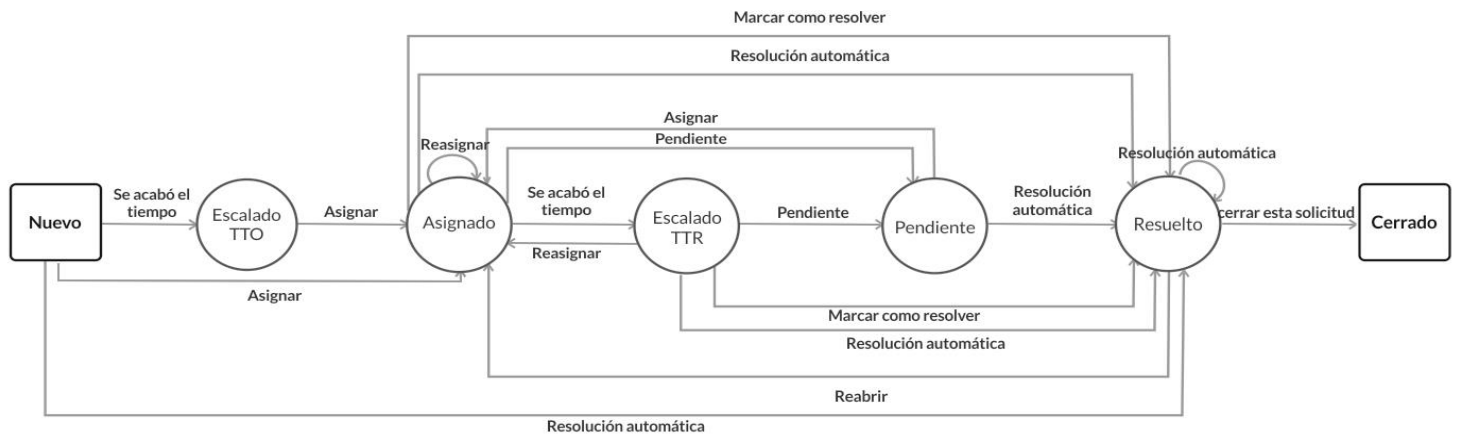 Marcar como resolver
Resolución automática
Asignar
Pendiente
Reasignar
Resolución automática
Nuevo
Se acabó el
tiempo
Escalado
TTO
Asignar
Asignado
Se acabó el
tiempo
Reasignar
Escalado
TTR
Pendiente
Pendiente
Resolución
automática
Resuelto
cerrar esta solicitud
Cerrado
Asignar
Marcar como resolver
Resolución automática
Reabrir
Resolución automática